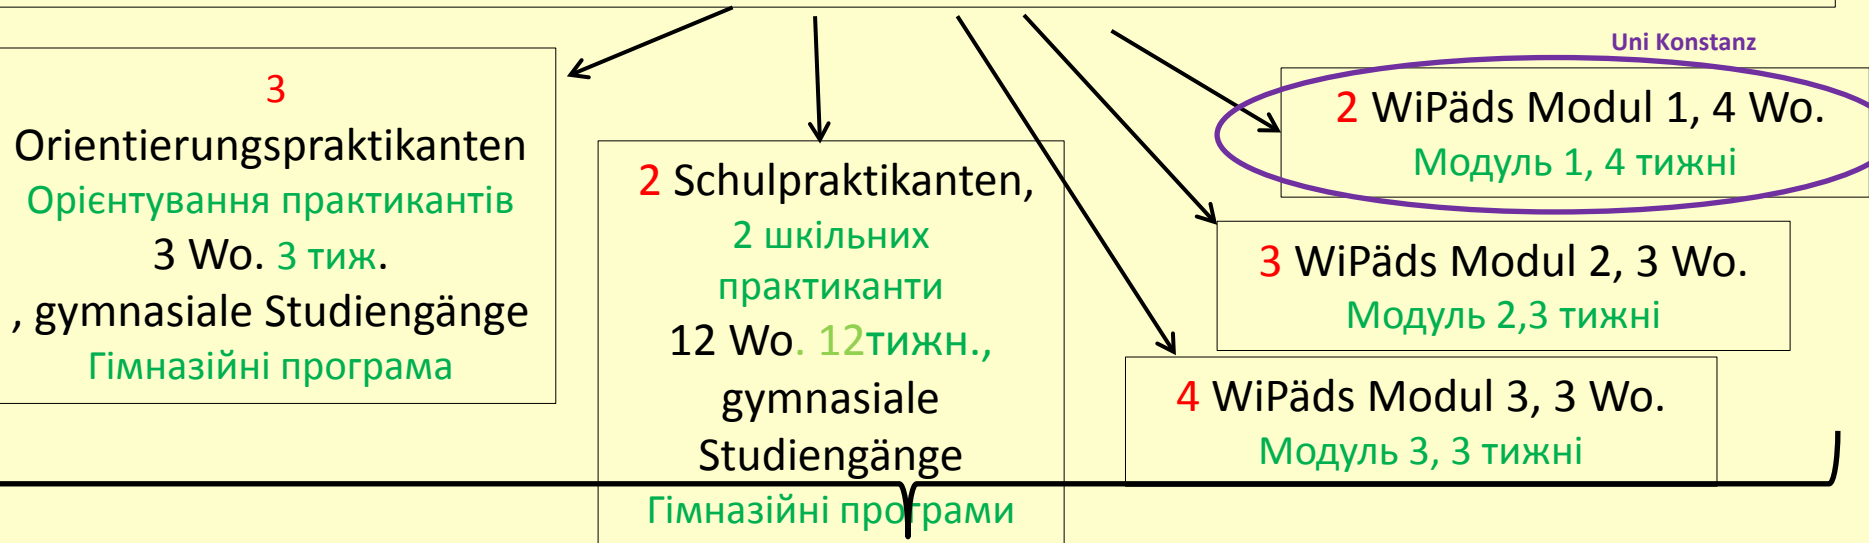 3
Orientierungspraktikanten
Орієнтування практикантів
3 Wo. 3 тиж.
, gymnasiale Studiengänge
Гімназійні програма
2 Schulpraktikanten,
2 шкільних
практиканти
12 Wo. 12тижн.,
gymnasiale
Studiengänge
Гімназійні програми
Uni Konstanz
2 WiPäds Modul 1, 4 Wo.
Модуль 1, 4 тижні
3 WiPäds Modul 2, 3 Wo.
Модуль 2,3 тижні
4 WiPäds Modul 3, 3 Wo.
Модуль 3, 3 тижні